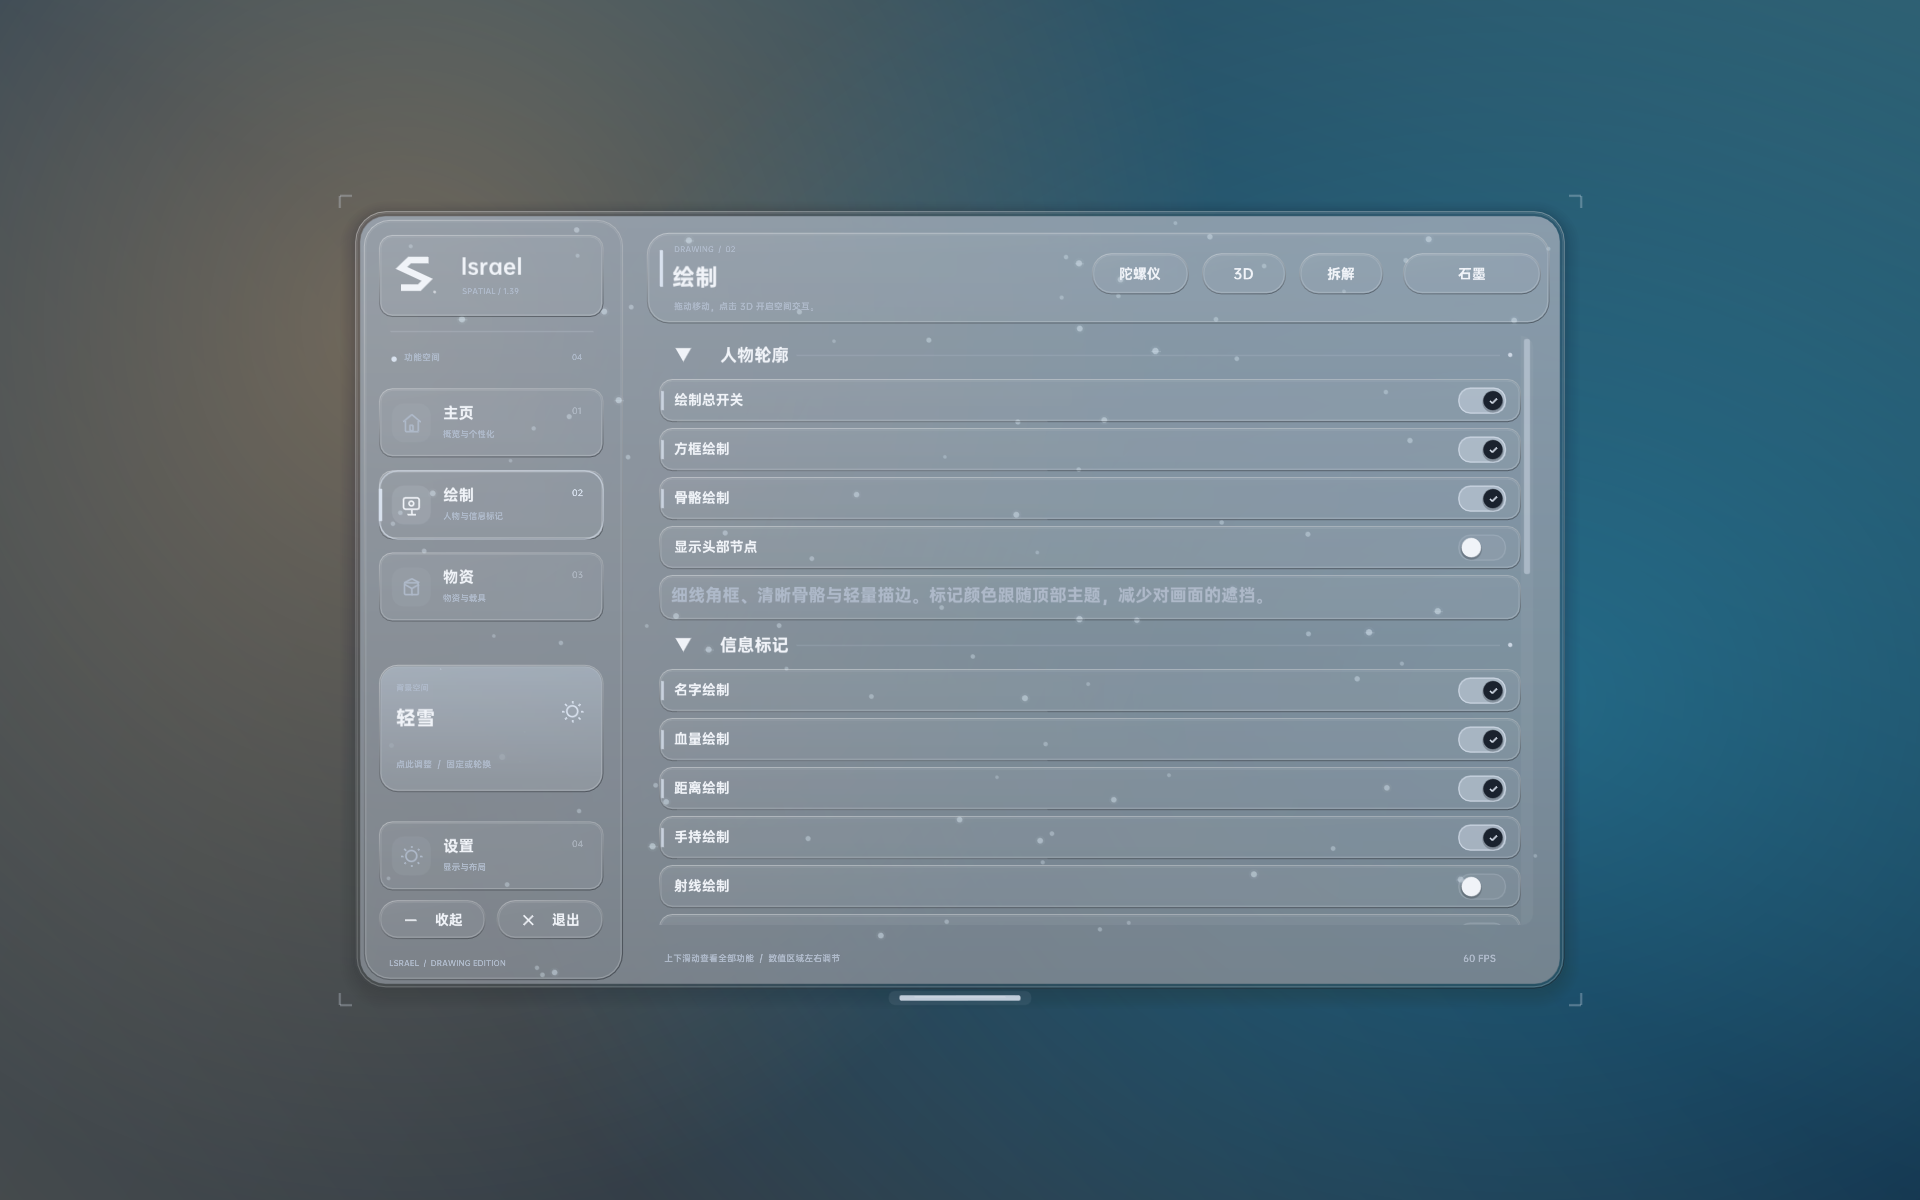 Israel
SPATIAL / 1.59
功能空间
04
主页
01
概览与个性化
绘制
02
人物与信息标记
物资
03
物资与载具
背景空间
轻雪
点此调整 / 固定或轮换
设置
04
显示与布局
收起
退出
LSRAEL / DRAWING EDITION
DRAWING / 02
绘制
拖动移动，点击 3D 开启空间交互。
陀螺仪
3D
拆解
石墨
人物轮廓
绘制总开关
方框绘制
骨骼绘制
显示头部节点
细线角框、清晰骨骼与轻量描边。标记颜色跟随顶部主题，减少对画面的遮挡。
信息标记
名字绘制
血量绘制
距离绘制
手持绘制
射线绘制
上下滑动查看全部功能 / 数值区域左右调节
60 FPS